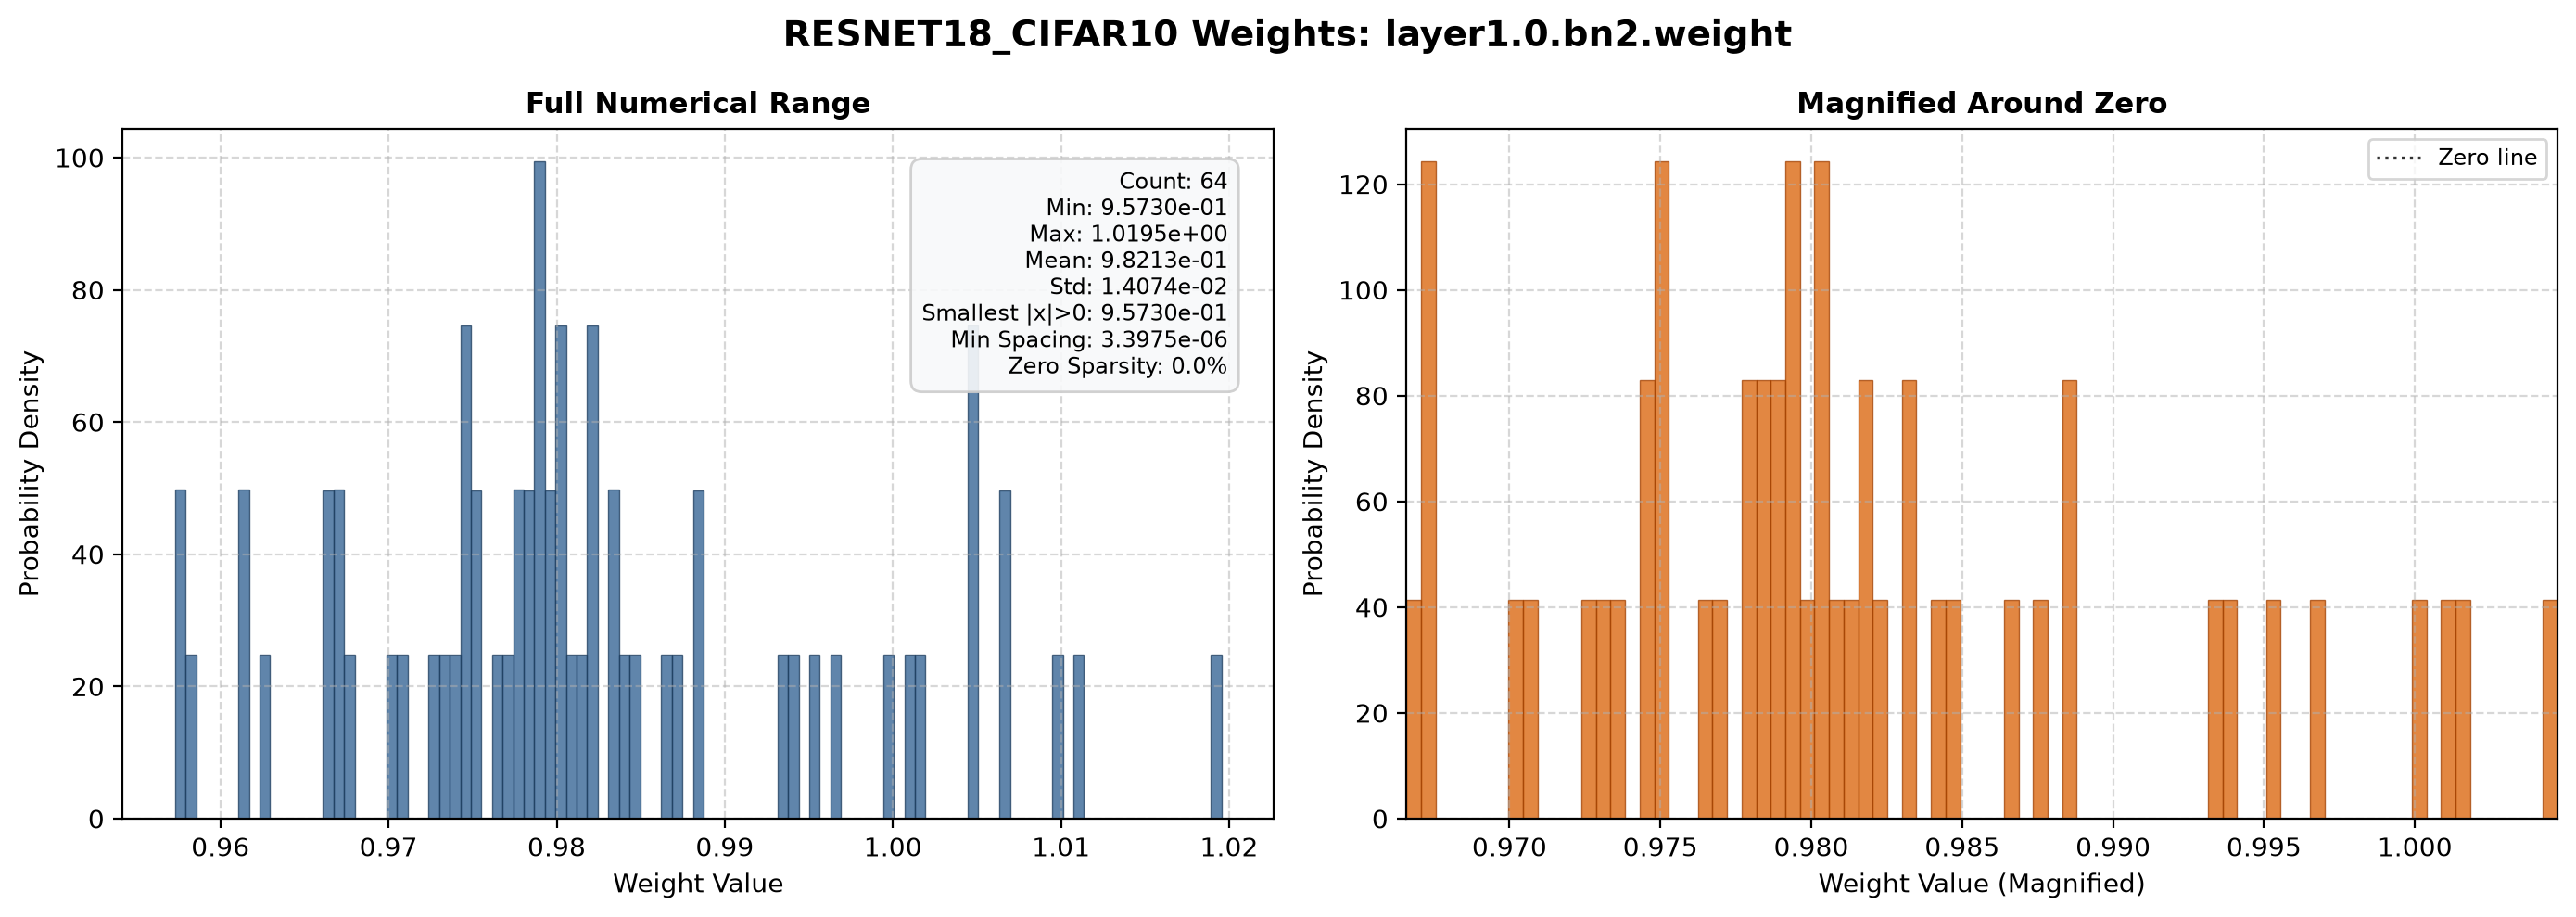 RESNET18_CIFAR10 Weights: layer1.0.bn2.weight
Full Numerical Range
Probability Density
100
80
60
40
20
0
Count: 64
Min: 9.5730e-01
Max: 1.0195e+00
Mean: 9.8213e-01
Std: 1.4074e-02
Smallest |x|>0: 9.5730e-01
Min Spacing: 3.3975e-06
Zero Sparsity: 0.0%
0.96 0.97 0.98 0.99 1.00 1.01 1.02
Weight Value
Magnified Around Zero
Probability Density
120
100
80
60
40
20
0
Zero line
0.970 0.975 0.980 0.985 0.990 0.995 1.000
Weight Value (Magnified)